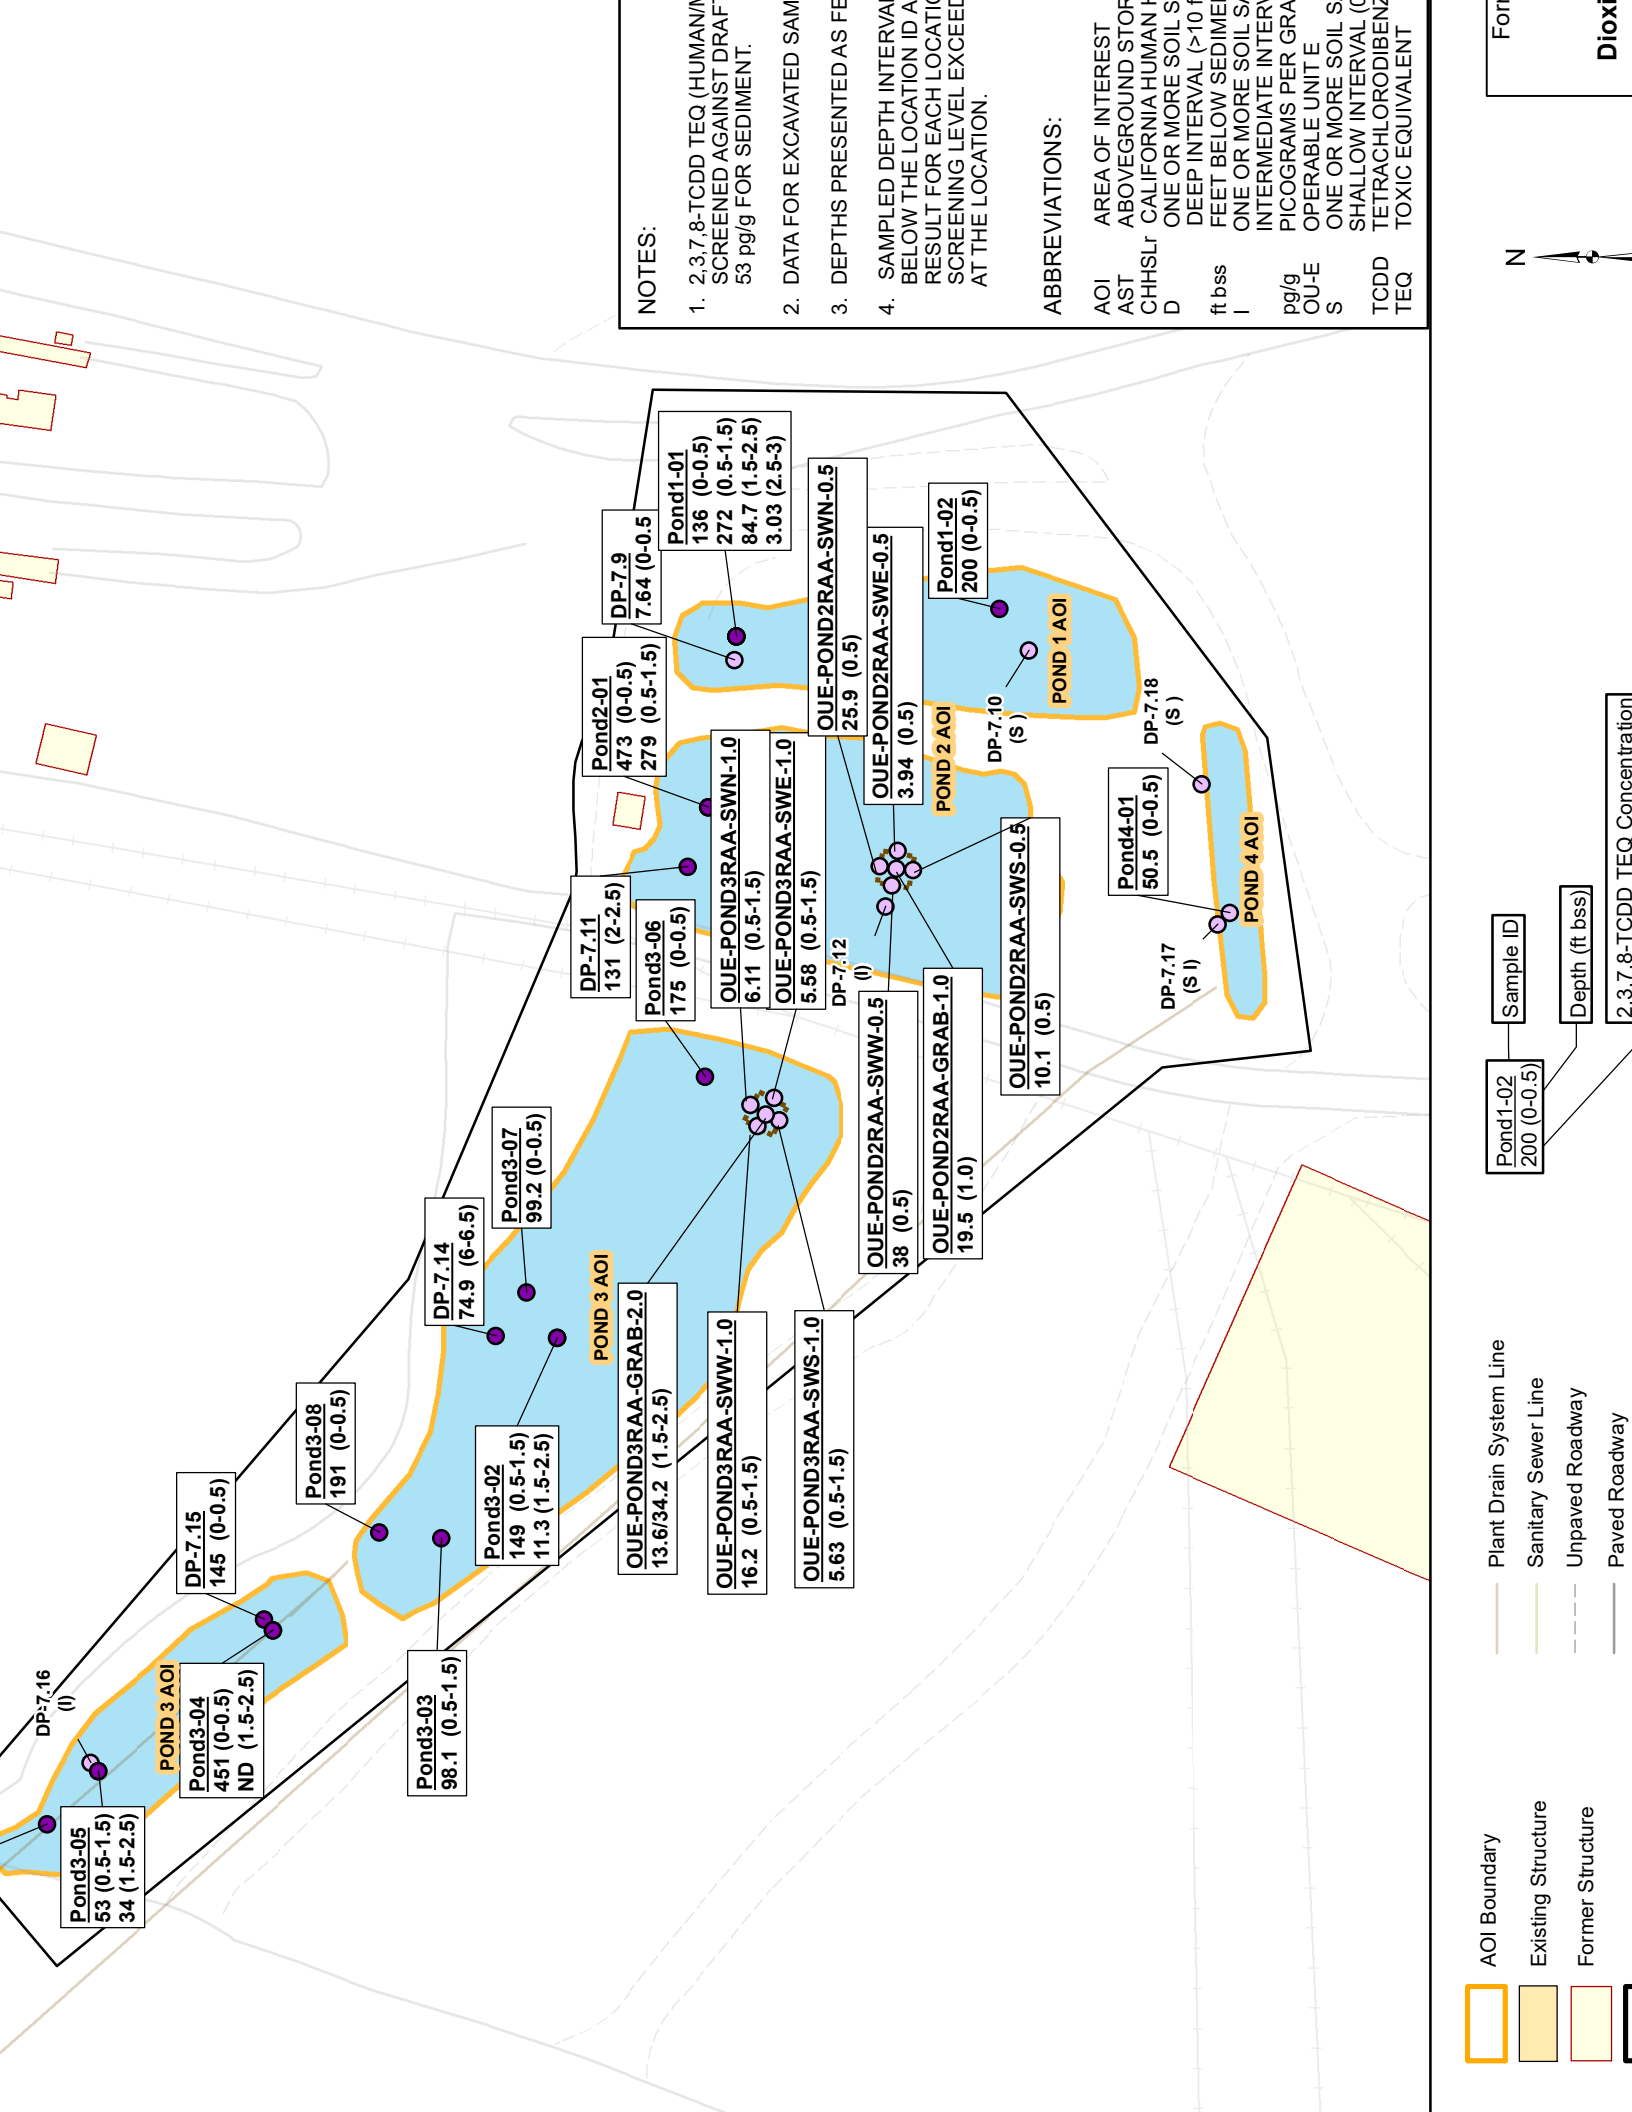 NOTES:
1. 2,3,7,8-TCDD TEQ (HUMAN/M
SCREENED AGAINST DRAFT
53 pg/g FOR SEDIMENT.
2. DATA FOR EXCAVATED SAM
3. DEPTHS PRESENTED AS FE
4. SAMPLED DEPTH INTERVAL
BELOW THE LOCATION ID A
RESULT FOR EACH LOCATIO
SCREENING LEVEL EXCEED
AT THE LOCATION.
ABBREVIATIONS:
AOI AREA OF INTEREST
AST ABOVEGROUND STOR
CHHSLr CALIFORNIA HUMAN H
D ONE OR MORE SOIL S
DEEP INTERVAL (>10 f
ft bss FEET BELOW SEDIME
I ONE OR MORE SOIL SA
INTERMEDIATE INTERV
pg/g PICOGRAMS PER GRA
OU-E OPERABLE UNIT E
S ONE OR MORE SOIL SA
SHALLOW INTERVAL (0
TCDD TETRACHLORODIBENZ
TEQ TOXIC EQUIVALENT
DP-7.16
(I)
Pond3-05
53 (0.5-1.5)
34 (1.5-2.5)
POND 3 AOI
Pond3-04
451 (0-0.5)
ND (1.5-2.5)
DP-7.15
145 (0-0.5)
Pond3-08
191 (0-0.5)
Pond3-03
98.1 (0.5-1.5)
DP-7.14
74.9 (6-6.5)
Pond3-07
99.2 (0-0.5)
Pond3-02
149 (0.5-1.5)
11.3 (1.5-2.5)
POND 3 AOI
OUE-POND3RAA-GRAB-2.0
13.6/34.2 (1.5-2.5)
OUE-POND3RAA-SWW-1.0
16.2 (0.5-1.5)
OUE-POND3RAA-SWS-1.0
5.63 (0.5-1.5)
DP-7.11
131 (2-2.5)
Pond3-06
175 (0-0.5)
Pond2-01
473 (0-0.5)
279 (0.5-1.5)
OUE-POND3RAA-SWN-1.0
6.11 (0.5-1.5)
OUE-POND3RAA-SWE-1.0
5.58 (0.5-1.5)
DP-7.12
(I)
DP-7.9
7.64 (0-0.5
Pond1-01
136 (0-0.5)
272 (0.5-1.5)
84.7 (1.5-2.5)
3.03 (2.5-3)
OUE-POND2RAA-SWN-0.5
25.9 (0.5)
OUE-POND2RAA-SWE-0.5
3.94 (0.5)
POND 2 AOI
Pond1-02
200 (0-0.5)
DP-7.10
(S )
POND 1 AOI
OUE-POND2RAA-SWW-0.5
38 (0.5)
OUE-POND2RAA-GRAB-1.0
19.5 (1.0)
OUE-POND2RAA-SWS-0.5
10.1 (0.5)
DP-7.18
(S )
Pond4-01
50.5 (0-0.5)
DP-7.17
(S I)
POND 4 AOI
AOI Boundary
Existing Structure
Former Structure
Plant Drain System Line
Sanitary Sewer Line
Unpaved Roadway
Paved Roadway
Pond1-02
200 (0-0.5)
Sample ID
Depth (ft bss)
2,3,7,8-TCDD TEQ Concentration
N
Forr
Dioxi